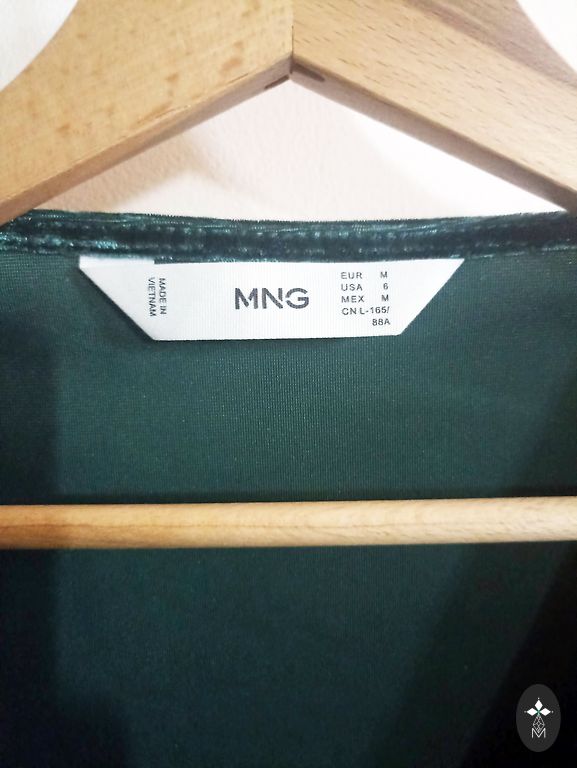 MADE IN
VIETNAM
MNG
EUR M
USA 6
MEX M
CN L-165/
88A
M